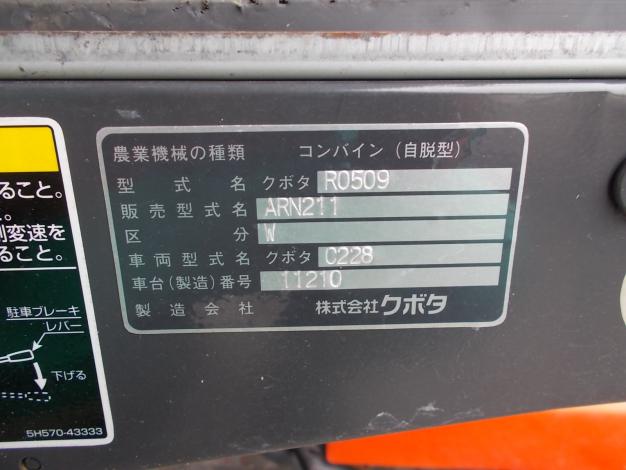 農業機械の種類 コンバイン(自脱型)
型式名 クボタ R0509
販売型式名 ARN211
区分 W
車両型式名 クボタ C228
車台(製造)番号 11210
製造会社 株式会社クボタ
ること。
。
変速を
ること。
駐車ブレーキ
レバー
下げる
5H570-43333